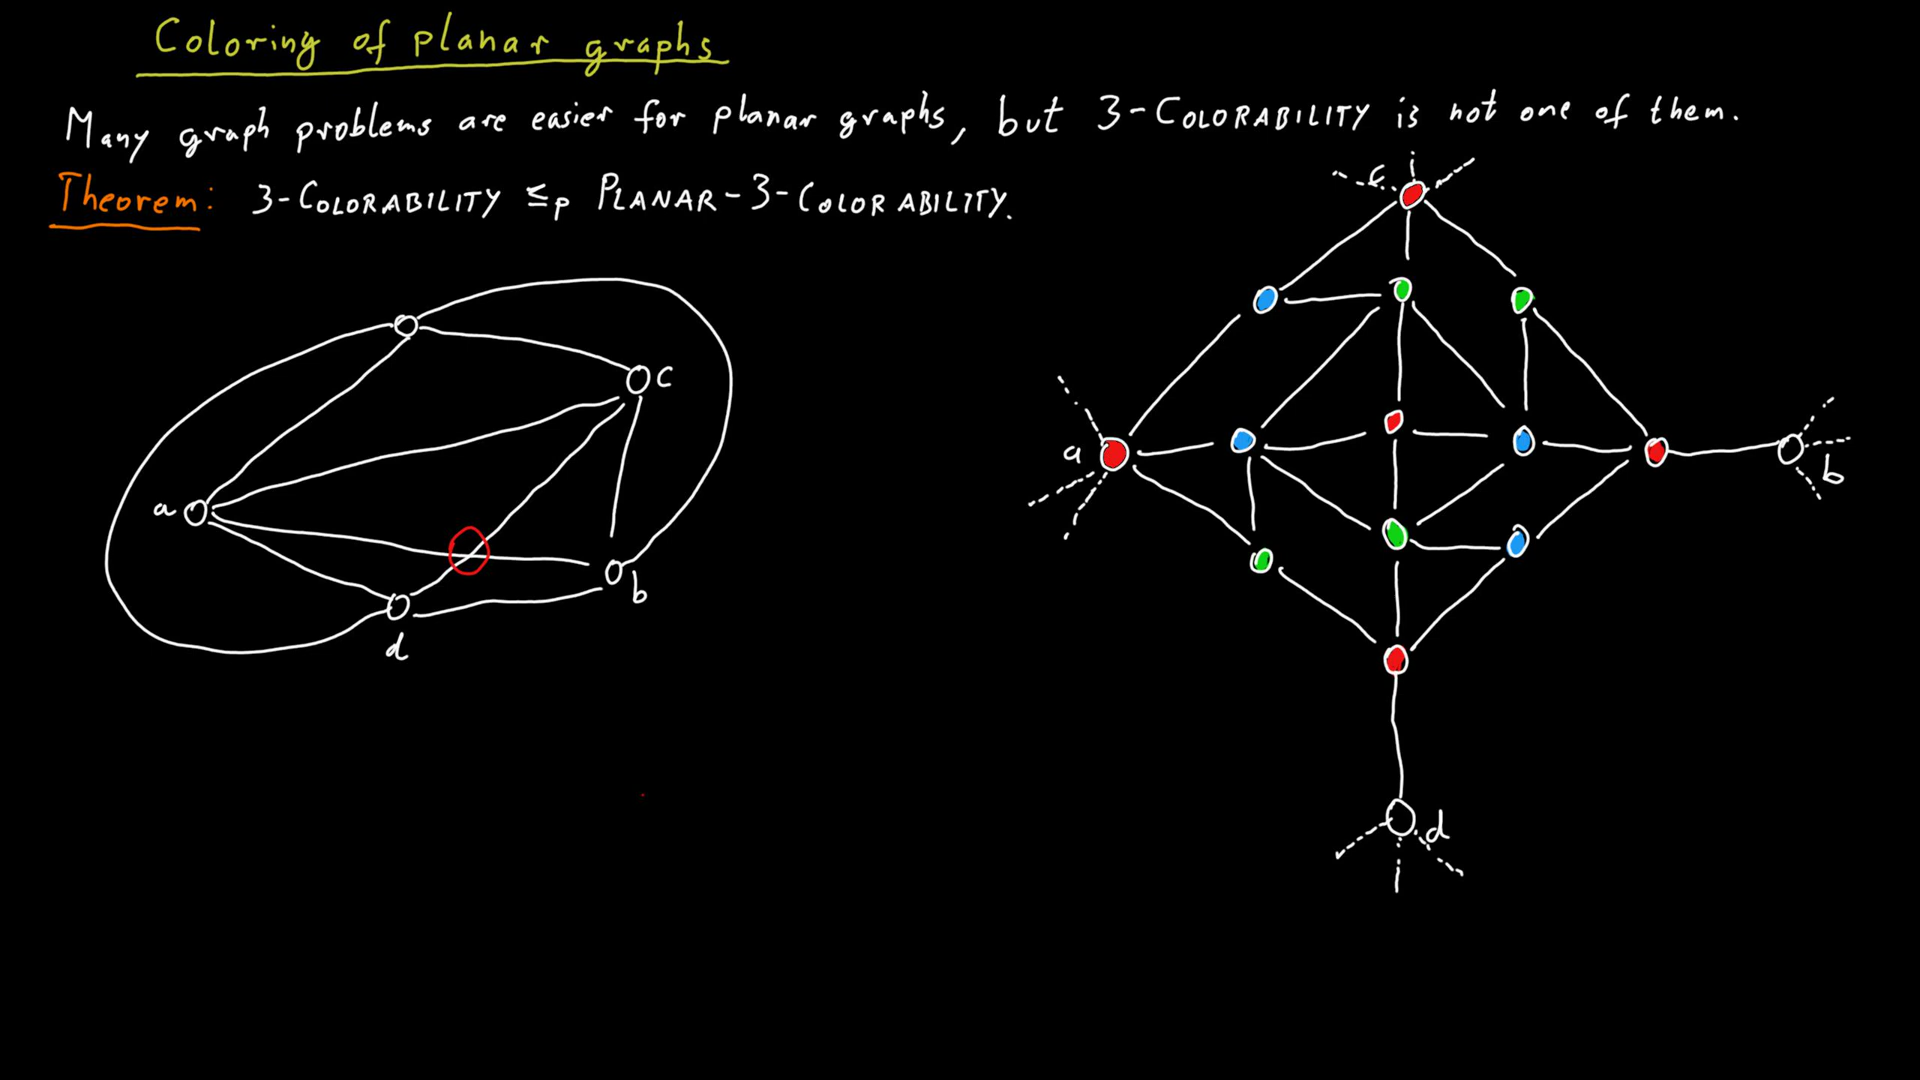 Coloring of planar graphs
Many graph problems are easier for planar graphs, but 3-COLORABILITY is not one of them.
Theorem: 3-COLORABILITY ≤p PLANAR-3-COLORABILITY.
c
c
a
b
a
b
d
d